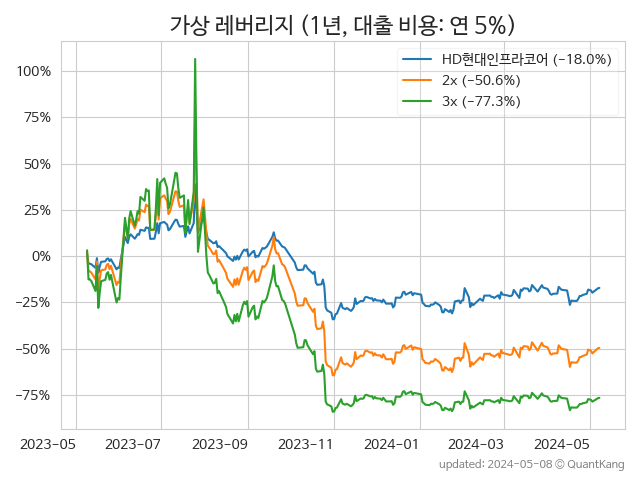 가상 레버리지 (1년, 대출 비용: 연 5%)
HD현대인프라코어 (−18.0%)
2x (−50.6%)
3x (−77.3%)
100%
75%
50%
25%
0%
−25%
−50%
−75%
2023-05 2023-07 2023-09 2023-11 2024-01 2024-03 2024-05
updated: 2024-05-08 © QuantKang